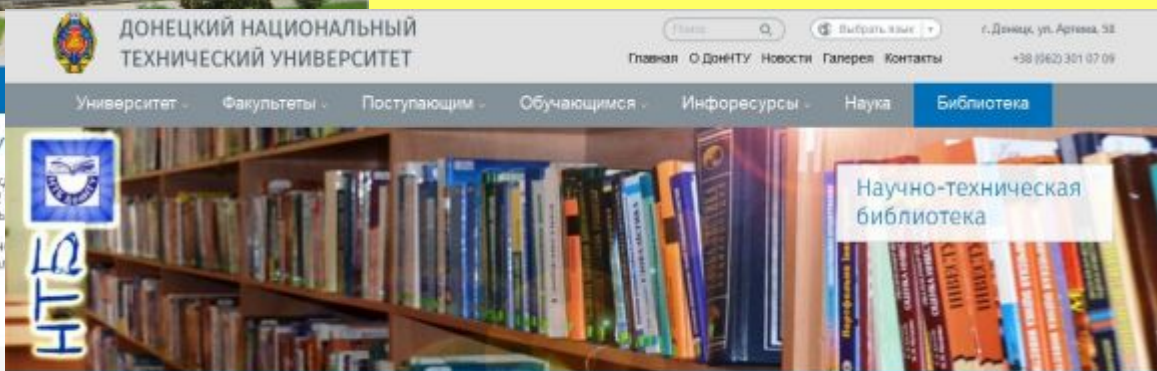 ДОНЕЦКИЙ НАЦИОНАЛЬНЫЙ
ТЕХНИЧЕСКИЙ УНИВЕРСИТЕТ
Поиск
Выбрать язык
г. Донецк, ул. Артема, 58
Главная О ДонНТУ Новости Галерея Контакты
+38 (062) 301 07 09
Университет Факультеты Поступающим Обучающимся Инфоресурсы Наука Библиотека
НТБ
Научно-техническая
библиотека